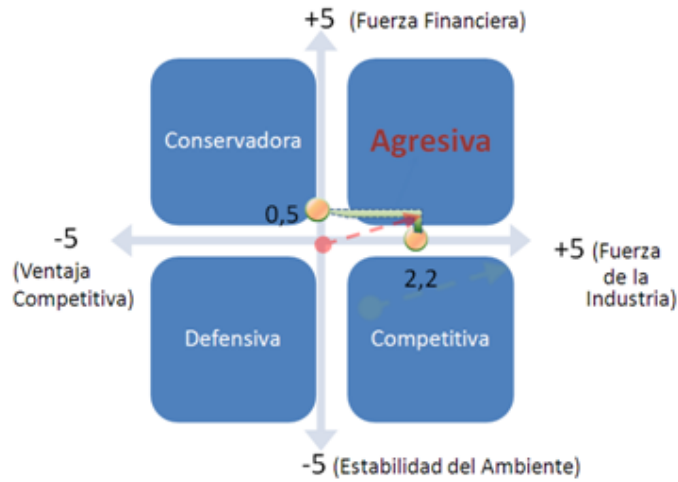 +5 (Fuerza Financiera)
Conservadora
Agresiva
0,5
-5
(Ventaja
Competitiva)
+5 (Fuerza
de la
Industria)
2,2
Defensiva
Competitiva
-5 (Estabilidad del Ambiente)